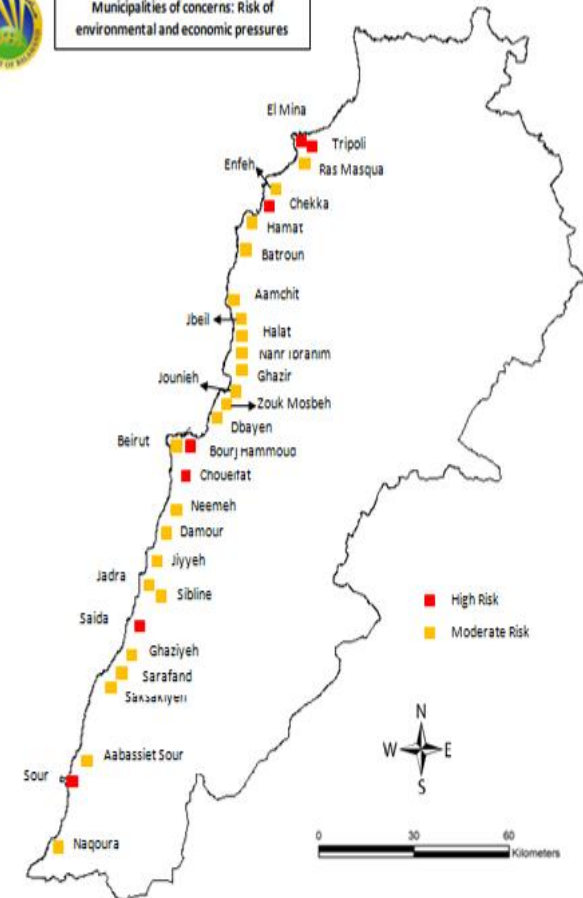 Municipalities of concerns: Risk of
environmental and economic pressures
El Mina
Tripoli
Ras Masqua
Enfeh
Chekka
Hamat
Batroun
Aamchit
Jbeil
Halat
Nahr Ibrahim
Ghazir
Jounieh
Zouk Mosbeh
Dbayen
Beirut
Bourj Hammoud
Choueifat
Neemeh
Damour
Jiyyeh
Jadra
Sibline
Saida
High Risk
Moderate Risk
Ghaziyeh
Sarafand
Saksakiyeh
N
W
E
S
Aabassiet Sour
Sour
Naqoura
0 30 60
Kilometers